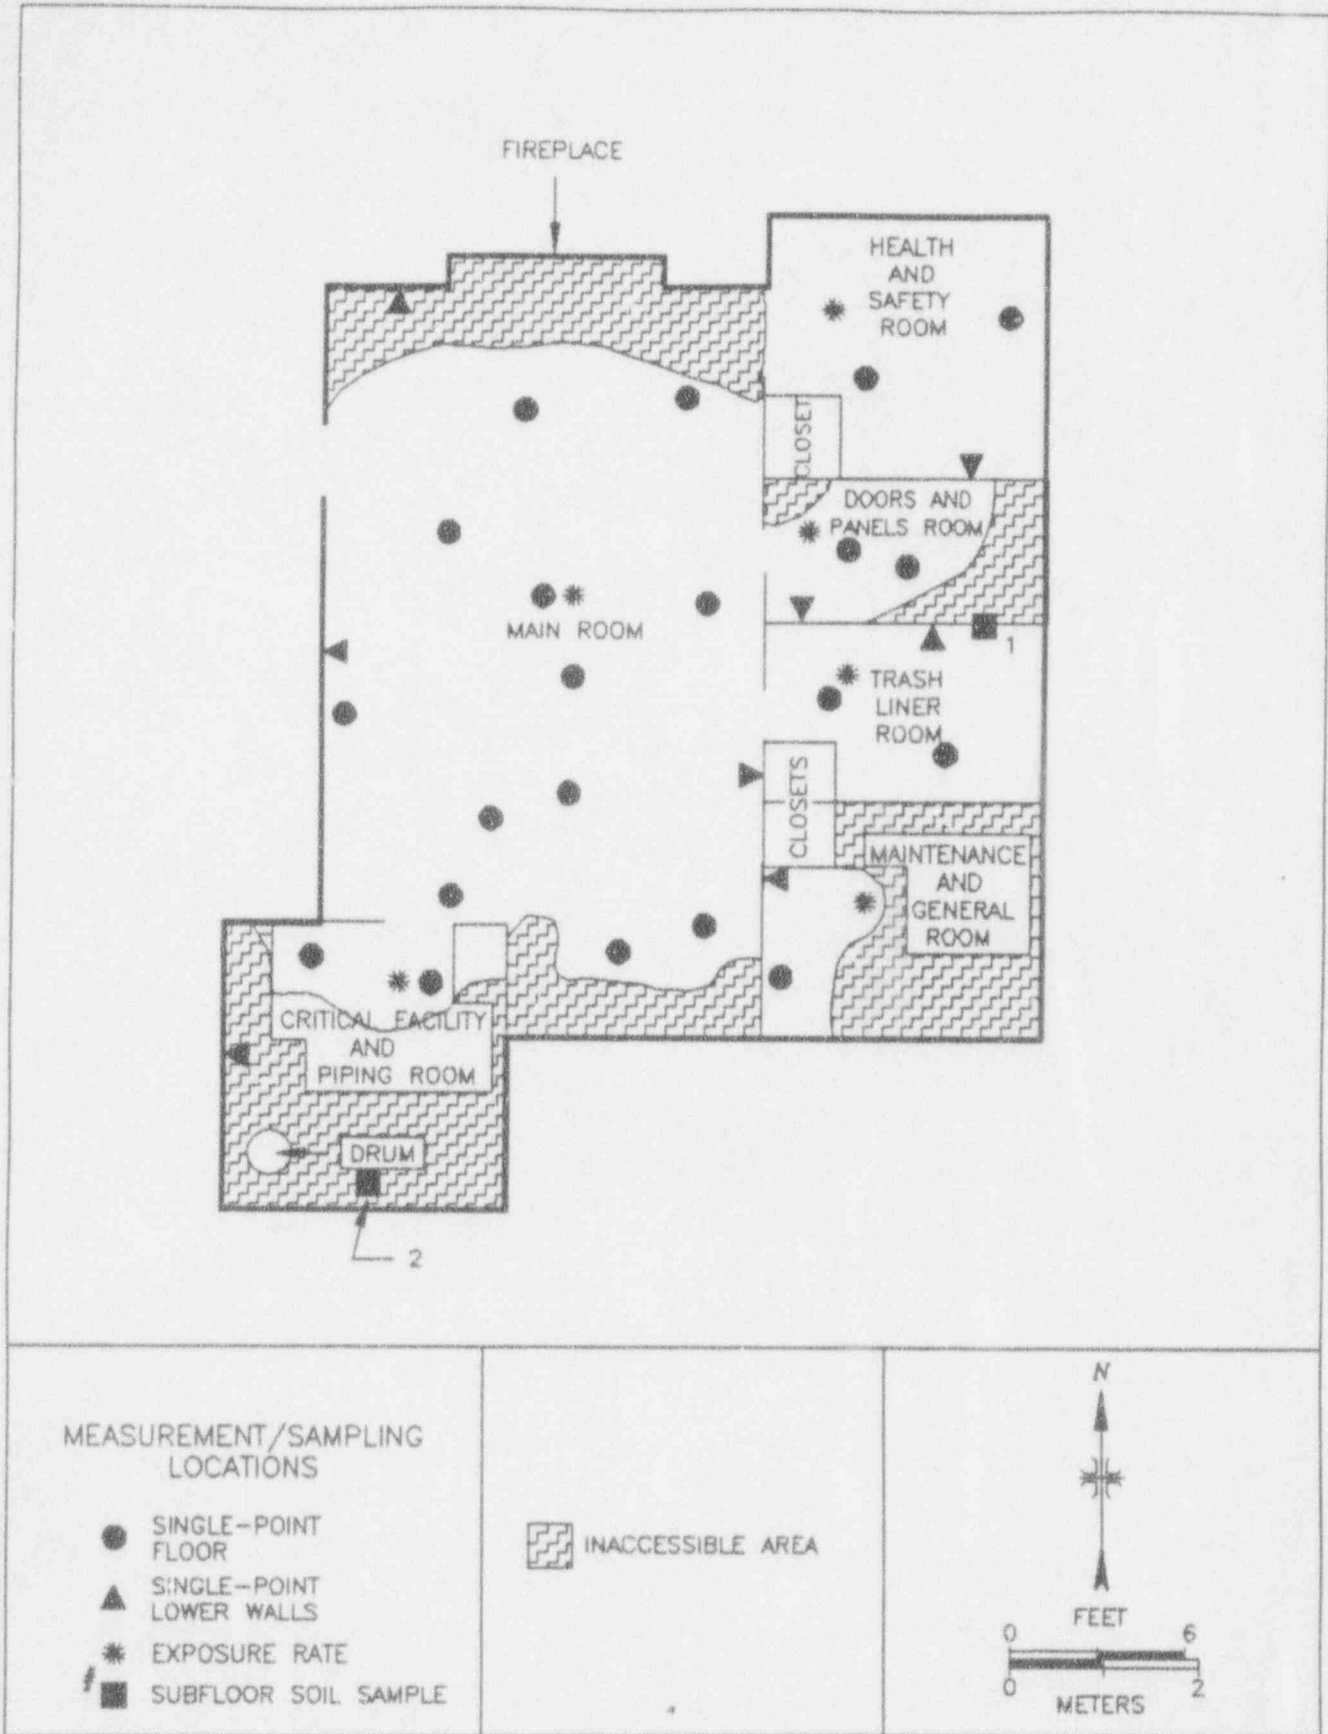 FIREPLACE
HEALTH
AND
SAFETY
ROOM
CLOSET
DOORS AND
PANELS ROOM
MAIN ROOM
1
TRASH
LINER
ROOM
CLOSETS
MAINTENANCE
AND
GENERAL
ROOM
CRITICAL FACILITY
AND
PIPING ROOM
DRUM
2
MEASUREMENT/SAMPLING
LOCATIONS
SINGLE-POINT
FLOOR
SINGLE-POINT
LOWER WALLS
EXPOSURE RATE
SUBFLOOR SOIL SAMPLE
INACCESSIBLE AREA
N
FEET
0 6
0 2
METERS